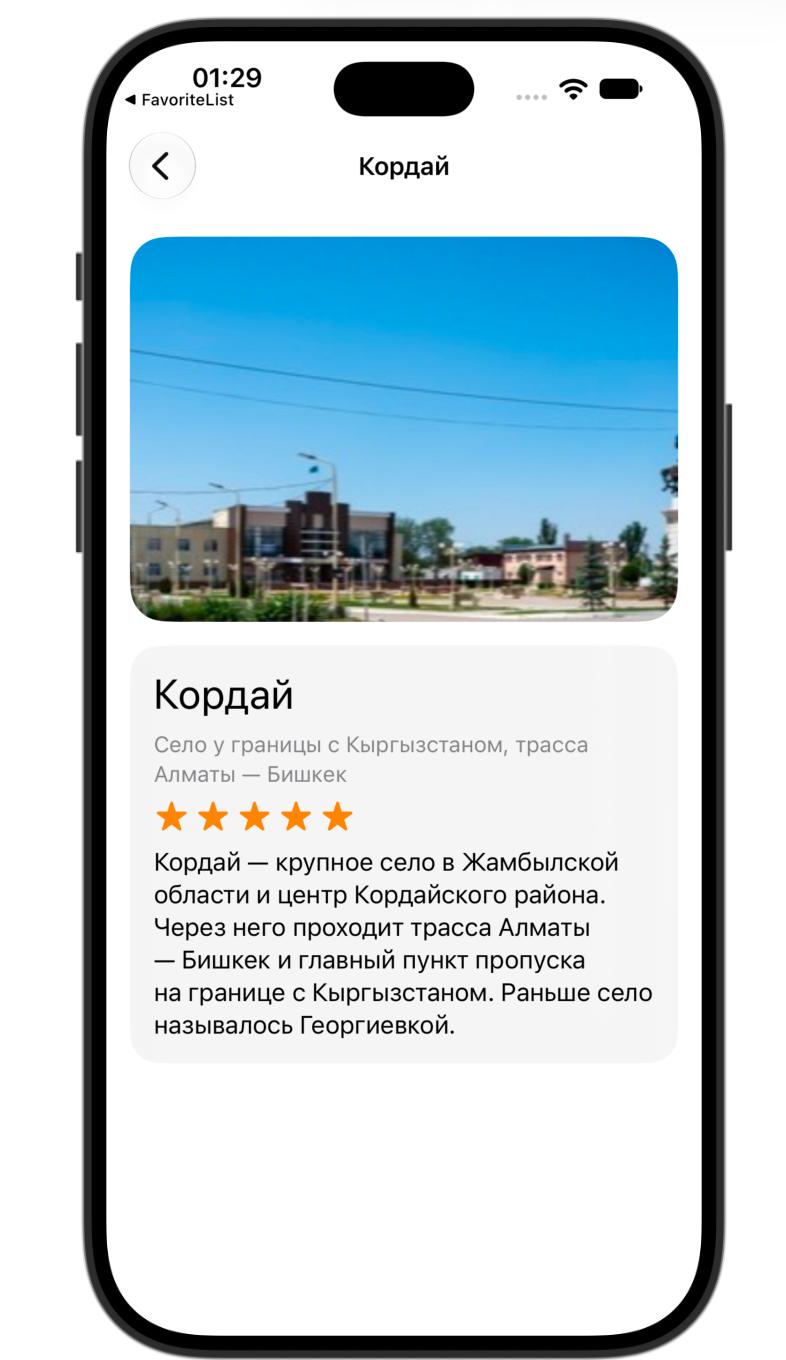 01:29
◀ FavoriteList
Кордай
Кордай
Село у границы с Кыргызстаном, трасса
Алматы — Бишкек
Кордай — крупное село в Жамбылской
области и центр Кордайского района.
Через него проходит трасса Алматы
— Бишкек и главный пункт пропуска
на границе с Кыргызстаном. Раньше село
называлось Георгиевкой.